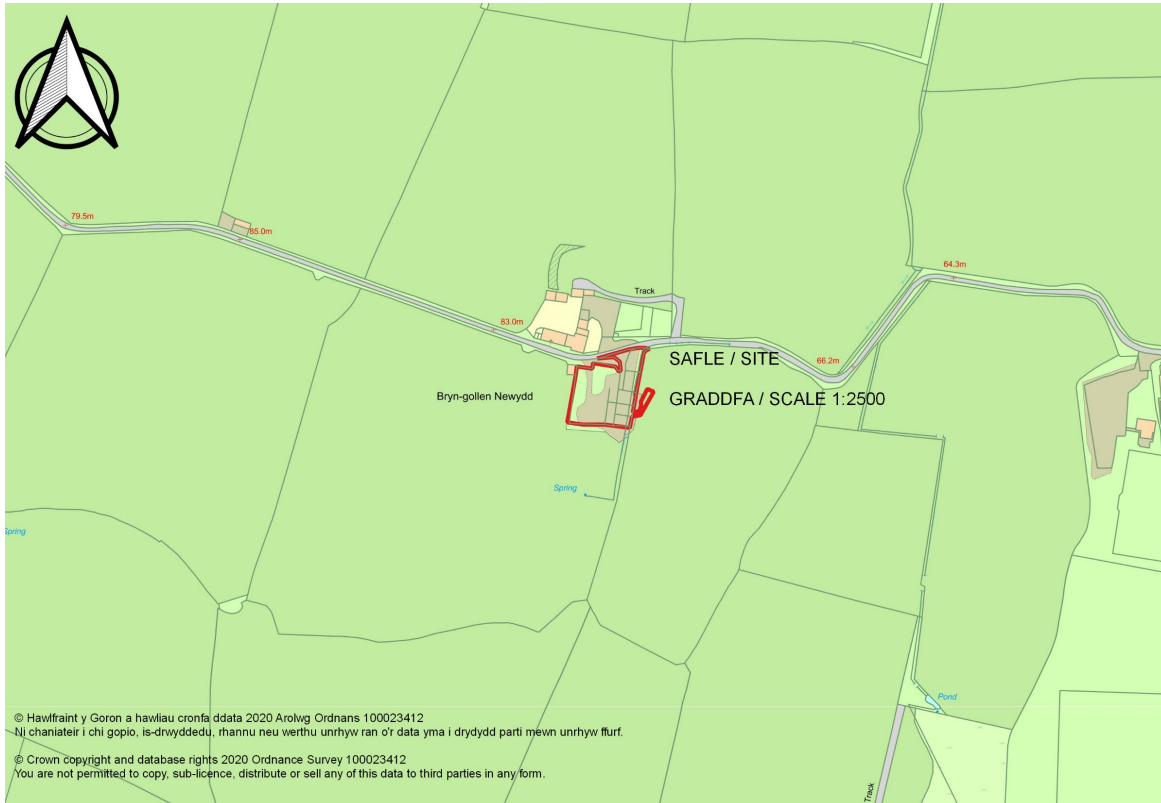 79.5m
85.0m
64.3m
Track
83.0m
SAFLE / SITE
66.2m
Bryn-gollen Newydd
GRADDFA / SCALE 1:2500
Spring
Spring
Pond
© Hawlfraint y Goron a hawliau cronfa ddata 2020 Arolwg Ordnans 100023412
Ni chaniateir i chi gopio, is-drwyddedu, rhannu neu werthu unrhyw ran o'r data yma i drydydd parti mewn unrhyw ffurf.
© Crown copyright and database rights 2020 Ordnance Survey 100023412
You are not permitted to copy, sub-licence, distribute or sell any of this data to third parties in any form.
Track